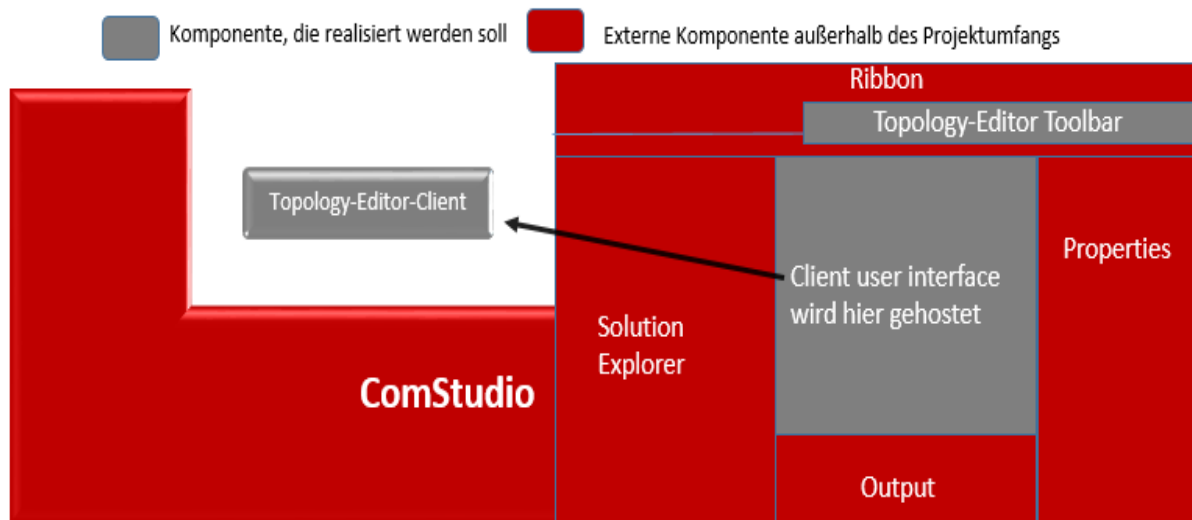 Komponente, die realisiert werden soll
Externe Komponente außerhalb des Projektumfangs
Ribbon
Topology-Editor Toolbar
Topology-Editor-Client
Properties
Client user interface
wird hier gehostet
Solution
Explorer
ComStudio
Output